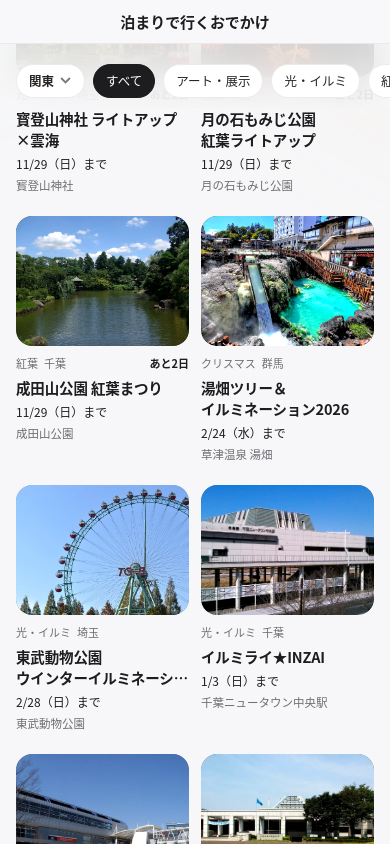 泊まりで行くおでかけ
関東
すべて
アート・展示
光・イルミ
寳登山神社 ライトアップ
×雲海
11/29（日）まで
寳登山神社
月の石もみじ公園
紅葉ライトアップ
11/29（日）まで
月の石もみじ公園
紅葉 千葉
あと2日
成田山公園 紅葉まつり
11/29（日）まで
成田山公園
クリスマス 群馬
湯畑ツリー＆
イルミネーション2026
2/24（水）まで
草津温泉 湯畑
光・イルミ 埼玉
東武動物公園
ウインターイルミネーシ…
2/28（日）まで
東武動物公園
光・イルミ 千葉
イルミライ★INZAI
1/3（日）まで
千葉ニュータウン中央駅